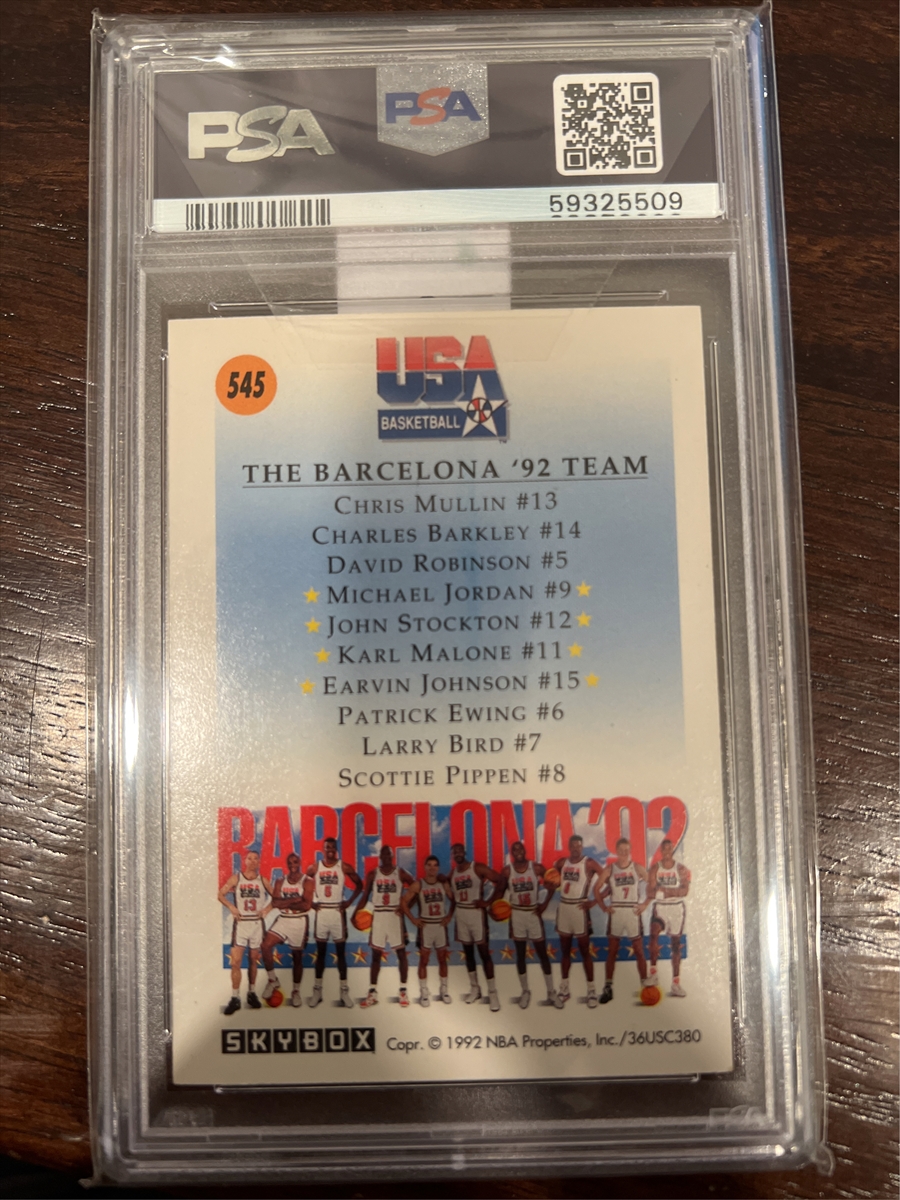 PSA
PSA
59325509
545
USA
BASKETBALL
TM
THE BARCELONA '92 TEAM
CHRIS MULLIN #13
CHARLES BARKLEY #14
DAVID ROBINSON #5
MICHAEL JORDAN #9
JOHN STOCKTON #12
KARL MALONE #11
EARVIN JOHNSON #15
PATRICK EWING #6
LARRY BIRD #7
SCOTTIE PIPPEN #8
BARCELONA '92
SKYBOX Copr. © 1992 NBA Properties, Inc./36USC380